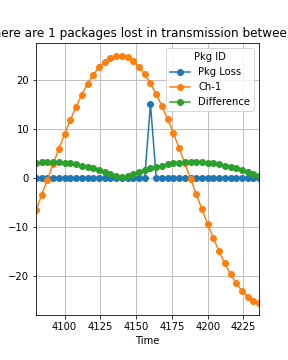 ere are 1 packages lost in transmission betwee
Pkg ID
Pkg Loss
Ch-1
Difference
20
10
0
−10
−20
4100 4125 4150 4175 4200 4225
Time